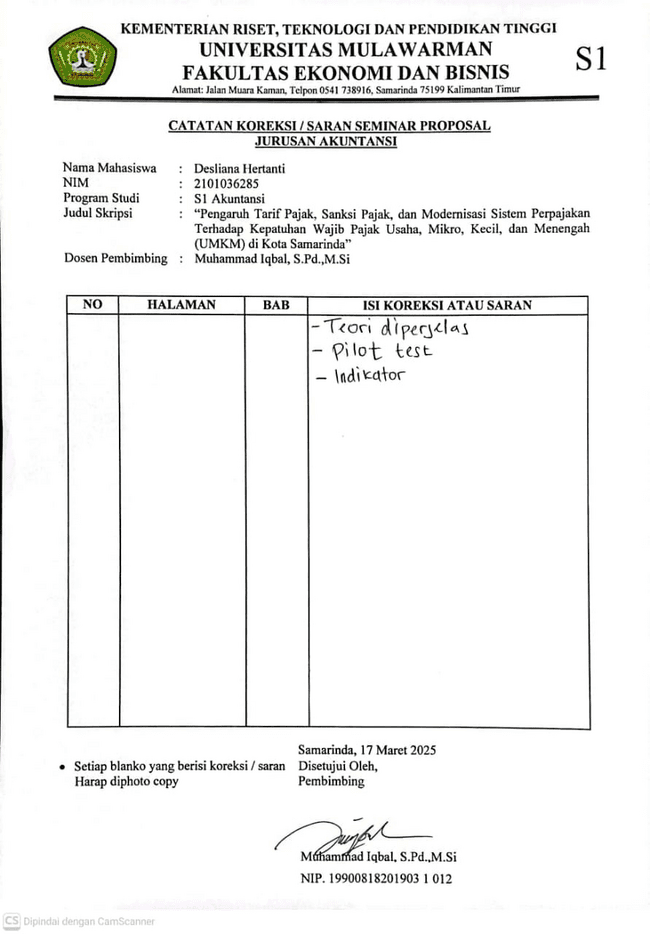 KEMENTERIAN RISET, TEKNOLOGI DAN PENDIDIKAN TINGGI
UNIVERSITAS MULAWARMAN
FAKULTAS EKONOMI DAN BISNIS
S1
Alamat: Jalan Muara Kaman, Telpon 0541 738916, Samarinda 75199 Kalimantan Timur
CATATAN KOREKSI / SARAN SEMINAR PROPOSAL
JURUSAN AKUNTANSI
Nama Mahasiswa : Desliana Hertanti
NIM : 2101036285
Program Studi : S1 Akuntansi
Judul Skripsi : “Pengaruh Tarif Pajak, Sanksi Pajak, dan Modernisasi Sistem Perpajakan
Terhadap Kepatuhan Wajib Pajak Usaha, Mikro, Kecil, dan Menengah
(UMKM) di Kota Samarinda”
Dosen Pembimbing : Muhammad Iqbal, S.Pd.,M.Si
NO HALAMAN BAB ISI KOREKSI ATAU SARAN
- Teori diperjelas
- Pilot test
- Indikator
Samarinda, 17 Maret 2025
• Setiap blanko yang berisi koreksi / saran Disetujui Oleh,
Harap diphoto copy Pembimbing
Muhammad Iqbal, S.Pd.,M.Si
NIP. 19900818201903 1 012
CS Dipindai dengan CamScanner